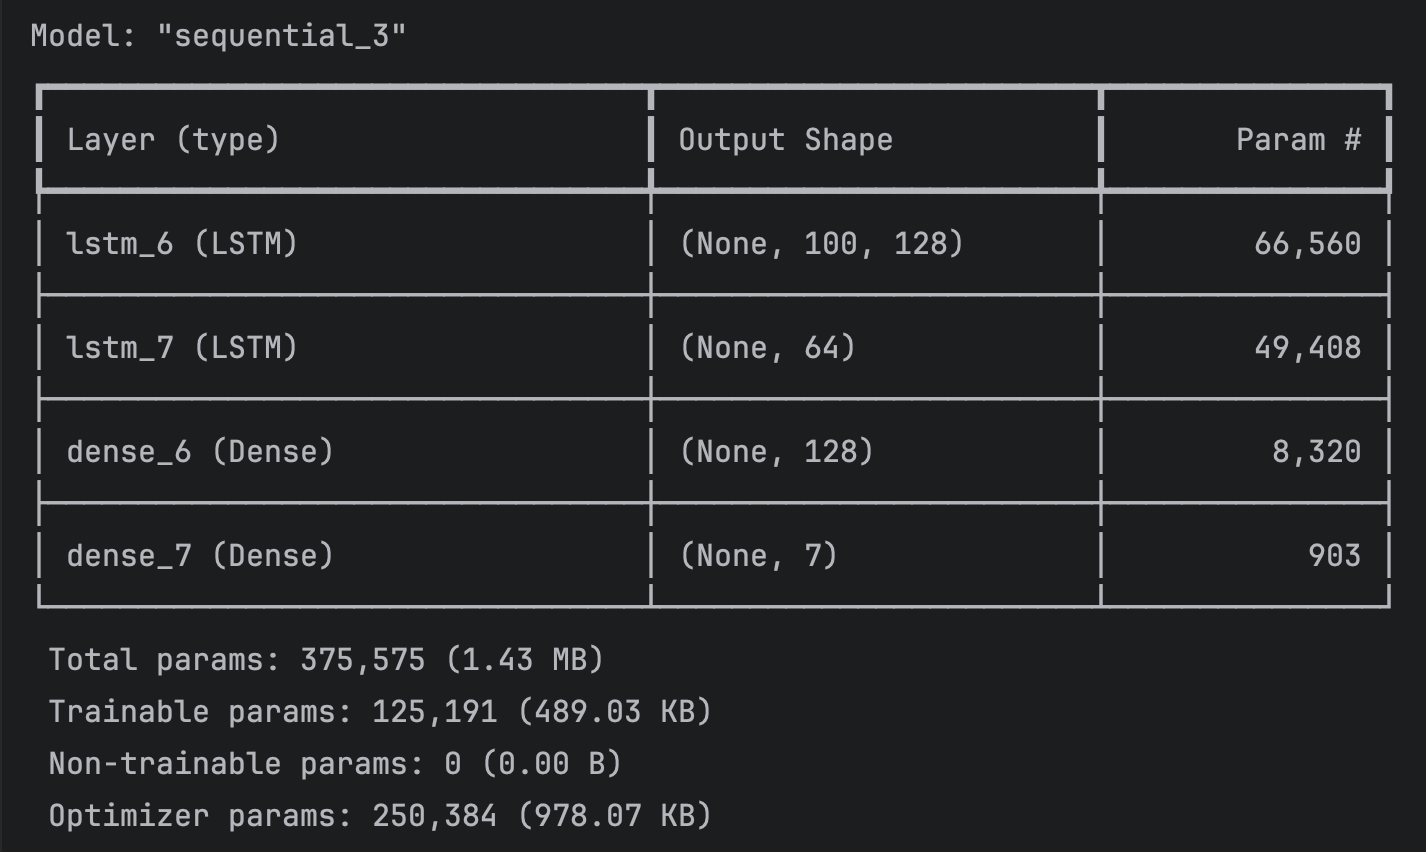 Model: "sequential_3"
Layer (type) Output Shape Param #
lstm_6 (LSTM) (None, 100, 128) 66,560
lstm_7 (LSTM) (None, 64) 49,408
dense_6 (Dense) (None, 128) 8,320
dense_7 (Dense) (None, 7) 903
Total params: 375,575 (1.43 MB)
Trainable params: 125,191 (489.03 KB)
Non-trainable params: 0 (0.00 B)
Optimizer params: 250,384 (978.07 KB)